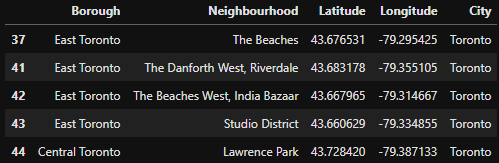 Borough Neighbourhood Latitude Longitude City
37 East Toronto The Beaches 43.676531 -79.295425 Toronto
41 East Toronto The Danforth West, Riverdale 43.683178 -79.355105 Toronto
42 East Toronto The Beaches West, India Bazaar 43.667965 -79.314667 Toronto
43 East Toronto Studio District 43.660629 -79.334855 Toronto
44 Central Toronto Lawrence Park 43.728420 -79.387133 Toronto